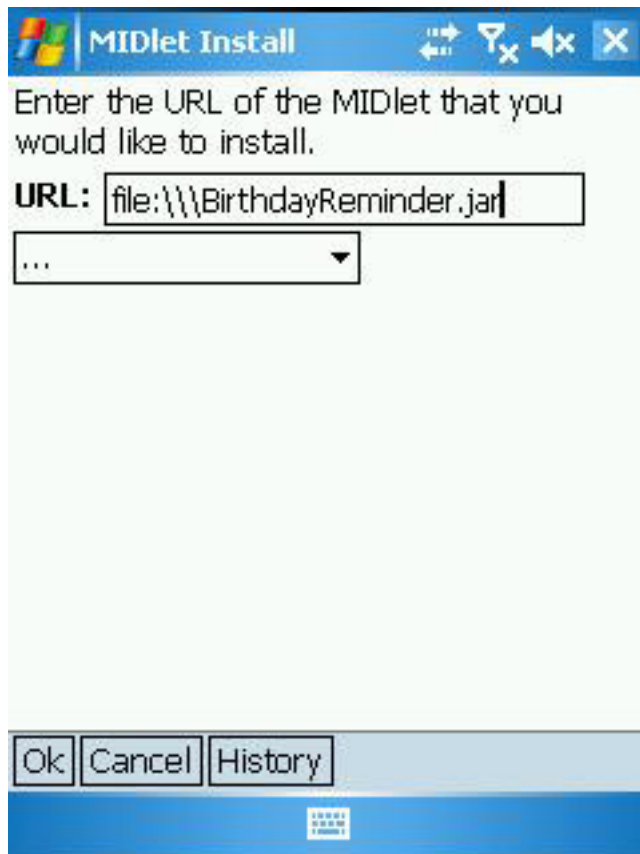 MIDlet Install
Enter the URL of the MIDlet that you
would like to install.
URL: file:\\\BirthdayReminder.jar
...
Ok Cancel History